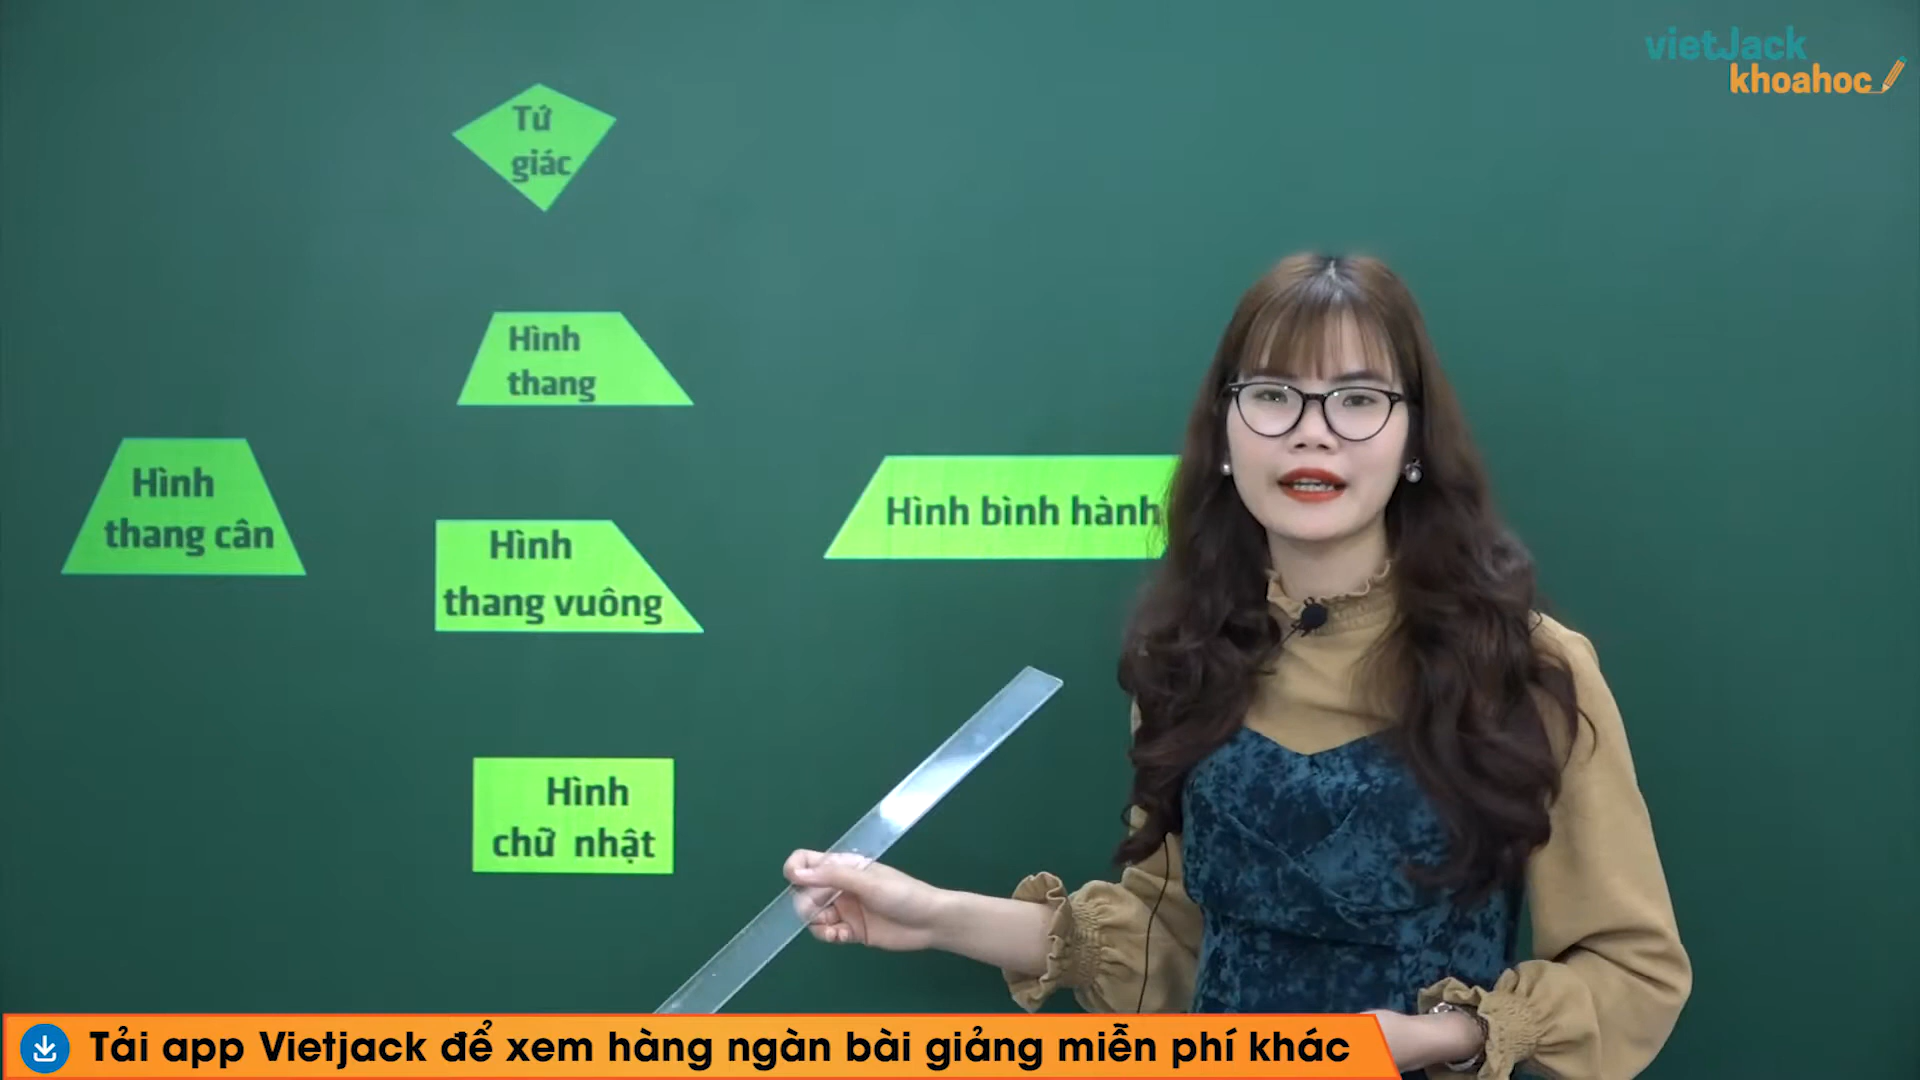 vietJack
khoahoc
Tứ
giác
Hình
thang
Hình
thang cân
Hình
thang vuông
Hình bình hành
Hình
chữ nhật
Tải app Vietjack để xem hàng ngàn bài giảng miễn phí khác